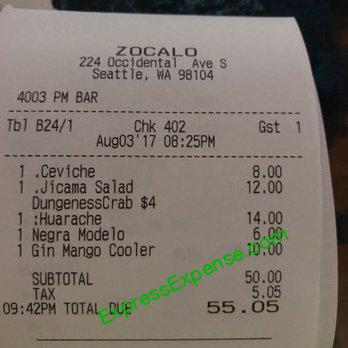 ZOCALO
224 Occidental Ave S
Seattle, WA 98104
4003 PM BAR
Tbl B24/1 Chk 402 Gst 1
Aug03'17 08:25PM
1 .Ceviche 8.00
1 .Jicama Salad 12.00
DungenessCrab $4
1 :Huarache 14.00
1 Negra Modelo 6.00
1 Gin Mango Cooler 10.00
SUBTOTAL 50.00
TAX 5.05
09:42PM TOTAL DUE 55.05
ExpressExpense.com